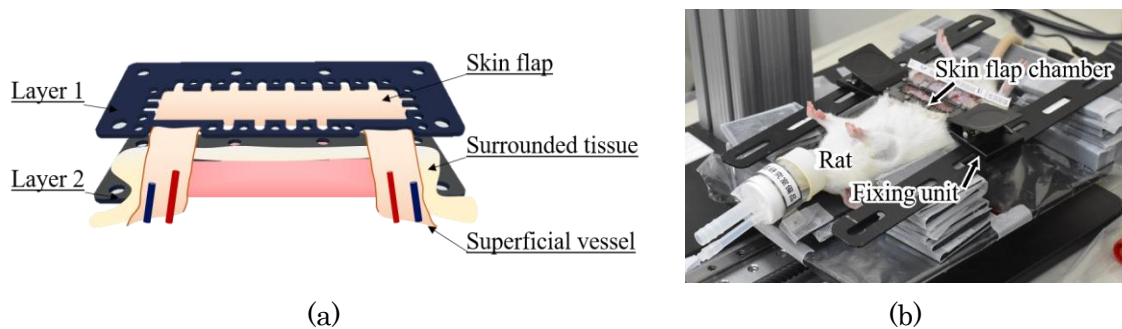 Layer 1
Skin flap
Layer 2
Surrounded tissue
Superficial vessel
(a)
Skin flap chamber
Rat
Fixing unit
(b)